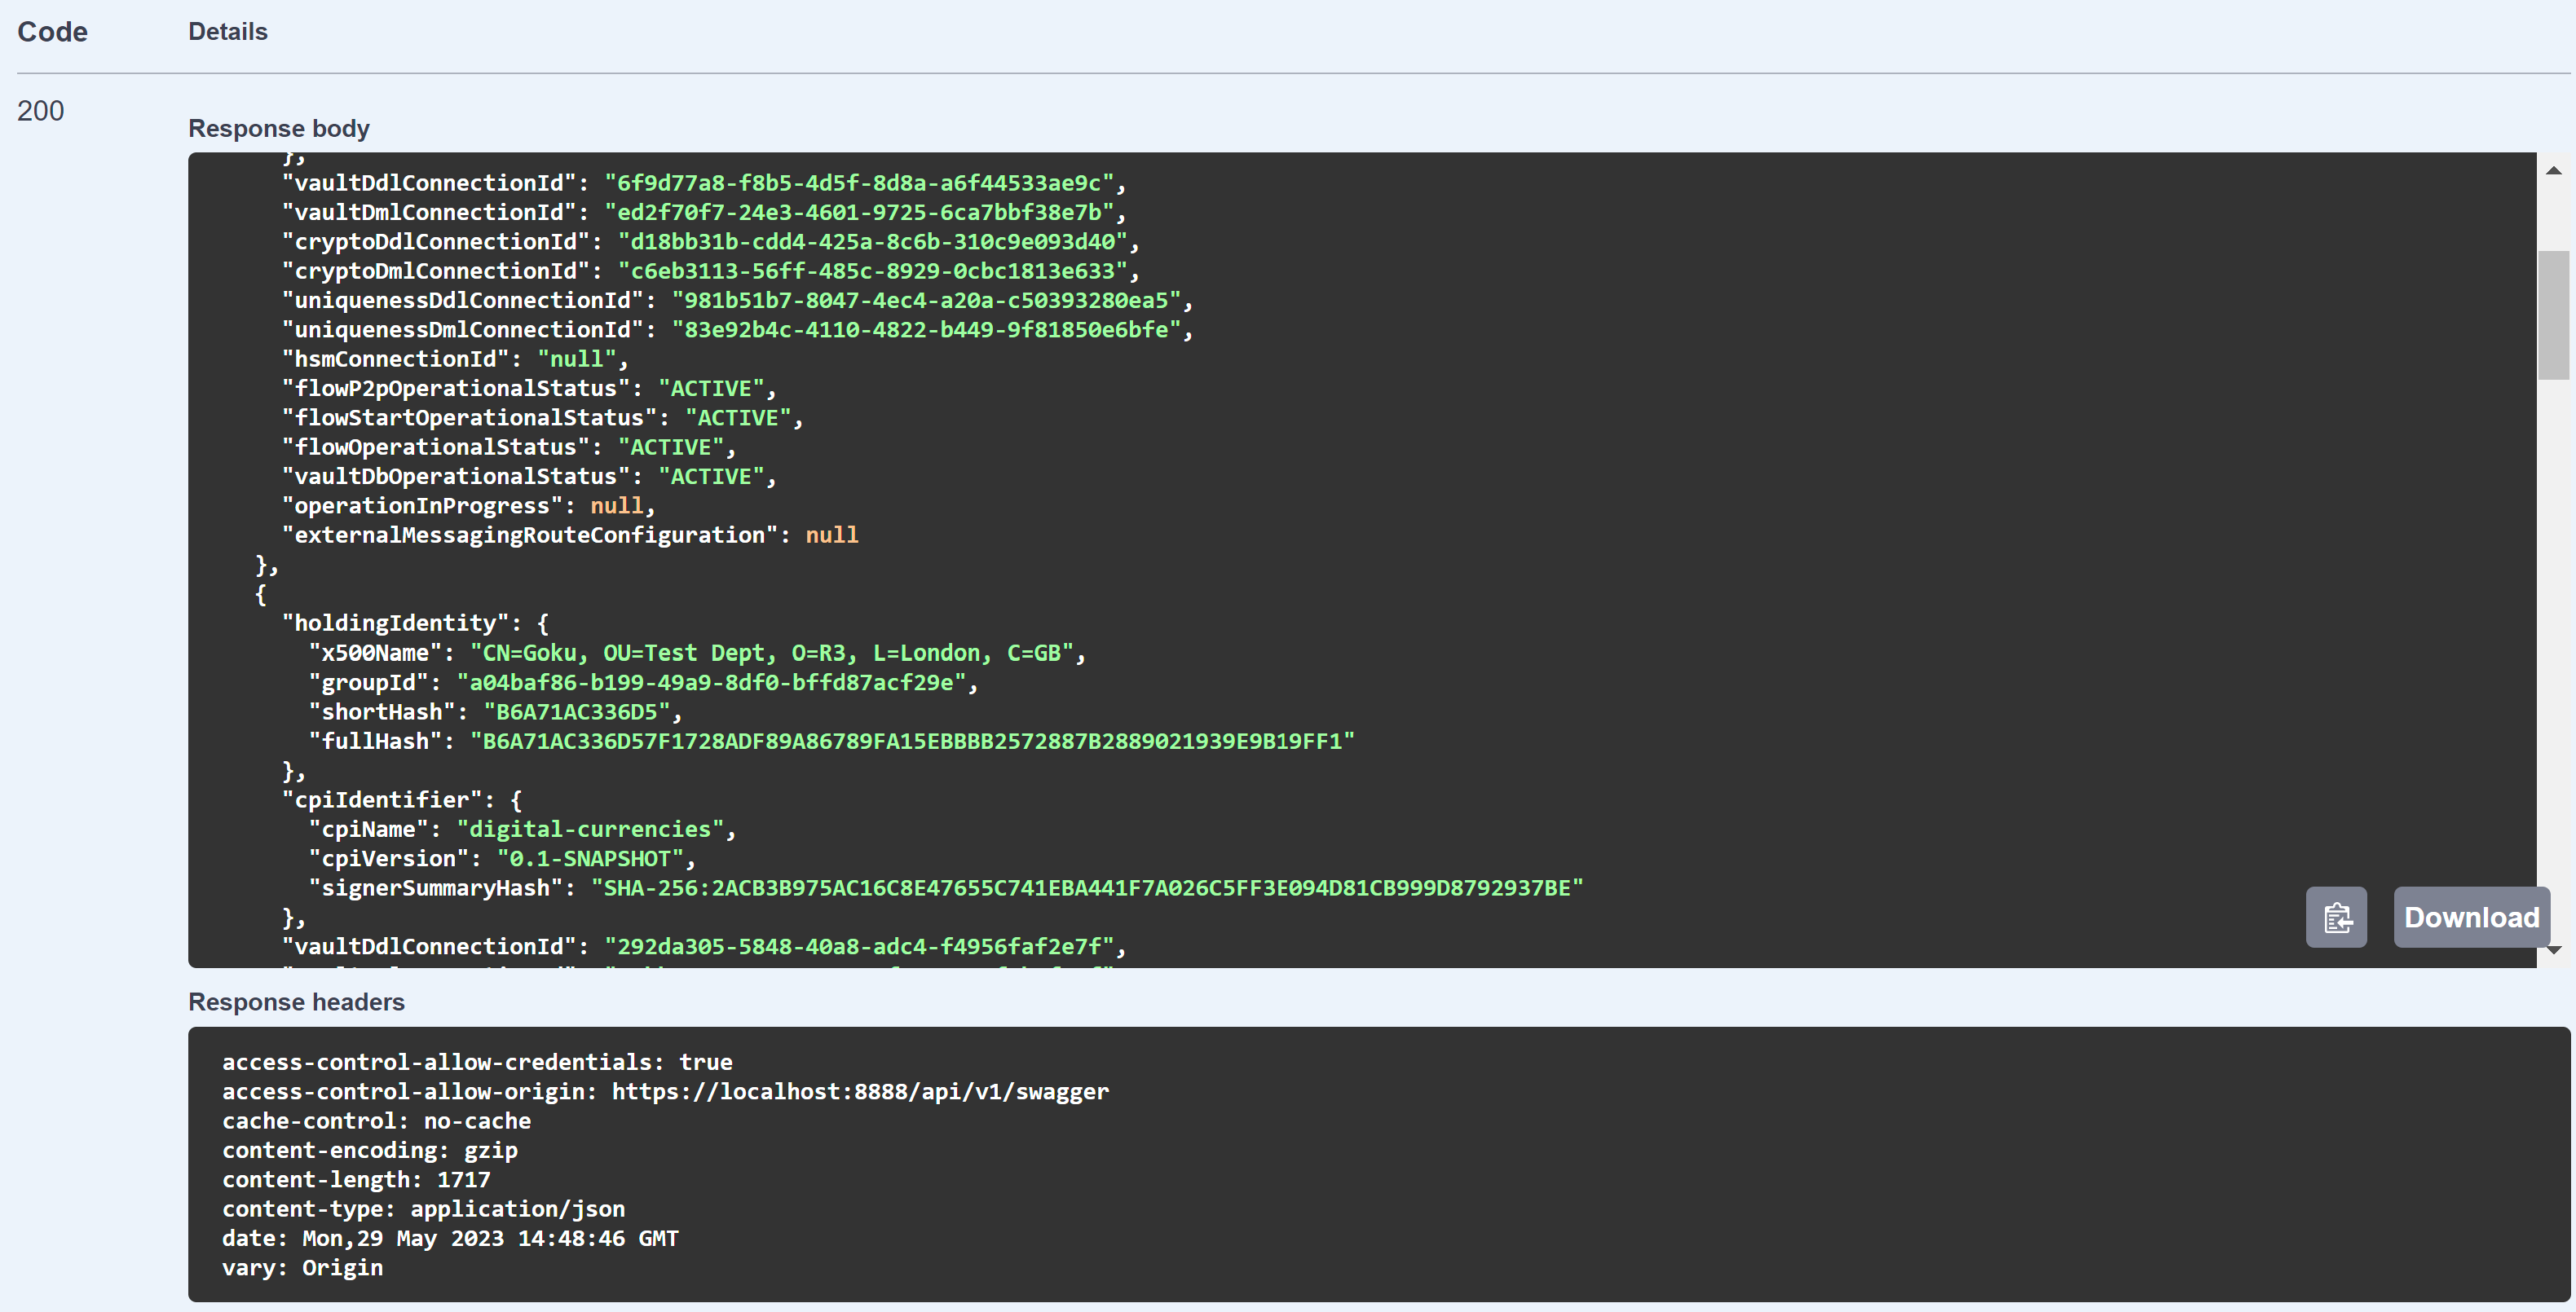 Code Details
200
Response body
},
"vaultDdlConnectionId": "6f9d77a8-f8b5-4d5f-8d8a-a6f44533ae9c",
"vaultDmlConnectionId": "ed2f70f7-24e3-4601-9725-6ca7bbf38e7b",
"cryptoDdlConnectionId": "d18bb31b-cdd4-425a-8c6b-310c9e093d40",
"cryptoDmlConnectionId": "c6eb3113-56ff-485c-8929-0cbc1813e633",
"uniquenessDdlConnectionId": "981b51b7-8047-4ec4-a20a-c50393280ea5",
"uniquenessDmlConnectionId": "83e92b4c-4110-4822-b449-9f81850e6bfe",
"hsmConnectionId": "null",
"flowP2pOperationalStatus": "ACTIVE",
"flowStartOperationalStatus": "ACTIVE",
"flowOperationalStatus": "ACTIVE",
"vaultDbOperationalStatus": "ACTIVE",
"operationInProgress": null,
"externalMessagingRouteConfiguration": null
},
{
"holdingIdentity": {
"x500Name": "CN=Goku, OU=Test Dept, O=R3, L=London, C=GB",
"groupId": "a04baf86-b199-49a9-8df0-bffd87acf29e",
"shortHash": "B6A71AC336D5",
"fullHash": "B6A71AC336D57F1728ADF89A86789FA15EBBBB2572887B2889021939E9B19FF1"
},
"cpiIdentifier": {
"cpiName": "digital-currencies",
"cpiVersion": "0.1-SNAPSHOT",
"signerSummaryHash": "SHA-256:2ACB3B975AC16C8E47655C741EBA441F7A026C5FF3E094D81CB999D8792937BE"
},
"vaultDdlConnectionId": "292da305-5848-40a8-adc4-f4956faf2e7f",
Download
Response headers
access-control-allow-credentials: true
access-control-allow-origin: https://localhost:8888/api/v1/swagger
cache-control: no-cache
content-encoding: gzip
content-length: 1717
content-type: application/json
date: Mon,29 May 2023 14:48:46 GMT
vary: Origin